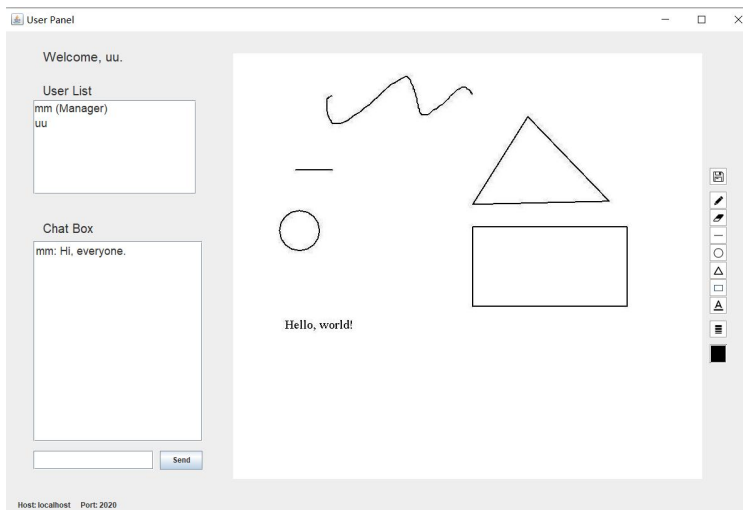 User Panel
Welcome, uu.
User List
mm (Manager)
uu
Chat Box
mm: Hi, everyone.
Send
Hello, world!
A
Host: localhost Port: 2020